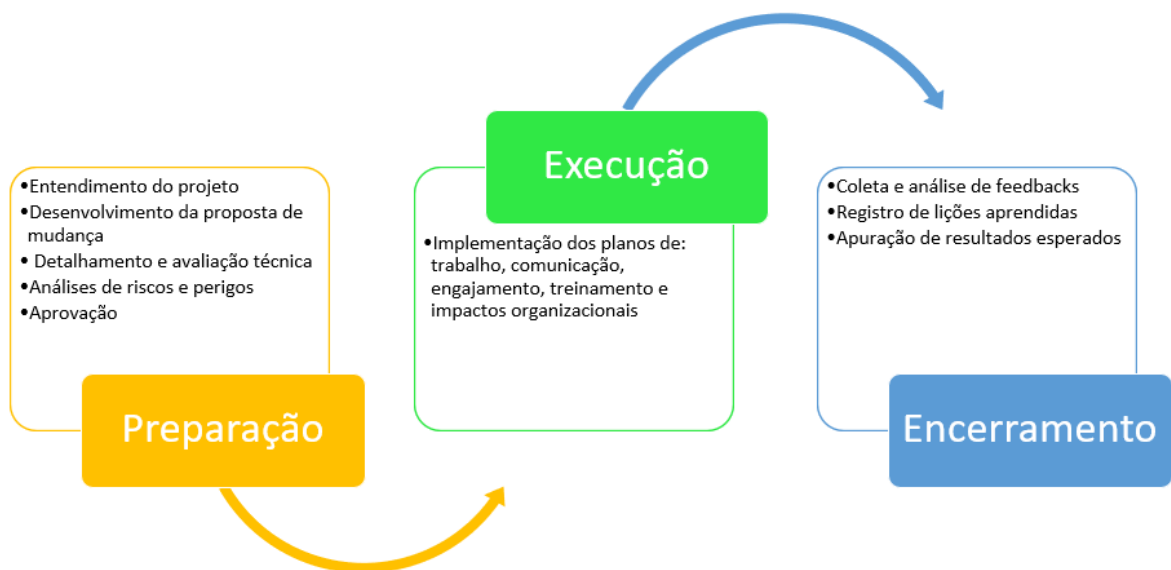 •Entendimento do projeto
•Desenvolvimento da proposta de
mudança
• Detalhamento e avaliação técnica
•Análises de riscos e perigos
•Aprovação
Preparação
Execução
•Implementação dos planos de:
trabalho, comunicação,
engajamento, treinamento e
impactos organizacionais
•Coleta e análise de feedbacks
•Registro de lições aprendidas
•Apuração de resultados esperados
Encerramento